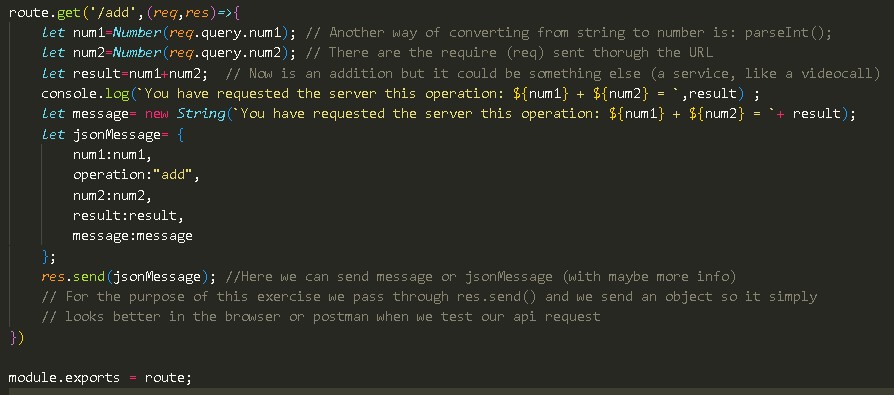 route.get('/add',(req,res)=>{
let num1=Number(req.query.num1); // Another way of converting from string to number is: parseInt();
let num2=Number(req.query.num2); // There are the require (req) sent thorugh the URL
let result=num1+num2;  // Now is an addition but it could be something else (a service, like a videocall)
console.log(`You have requested the server this operation: ${num1} + ${num2} = `,result) ;
let message= new String(`You have requested the server this operation: ${num1} + ${num2} = `+ result);
let jsonMessage= {
num1:num1,
operation:"add",
num2:num2,
result:result,
message:message
};
res.send(jsonMessage); //Here we can send message or jsonMessage (with maybe more info)
// For the purpose of this exercise we pass through res.send() and we send an object so it simply
// looks better in the browser or postman when we test our api request
})
module.exports = route;